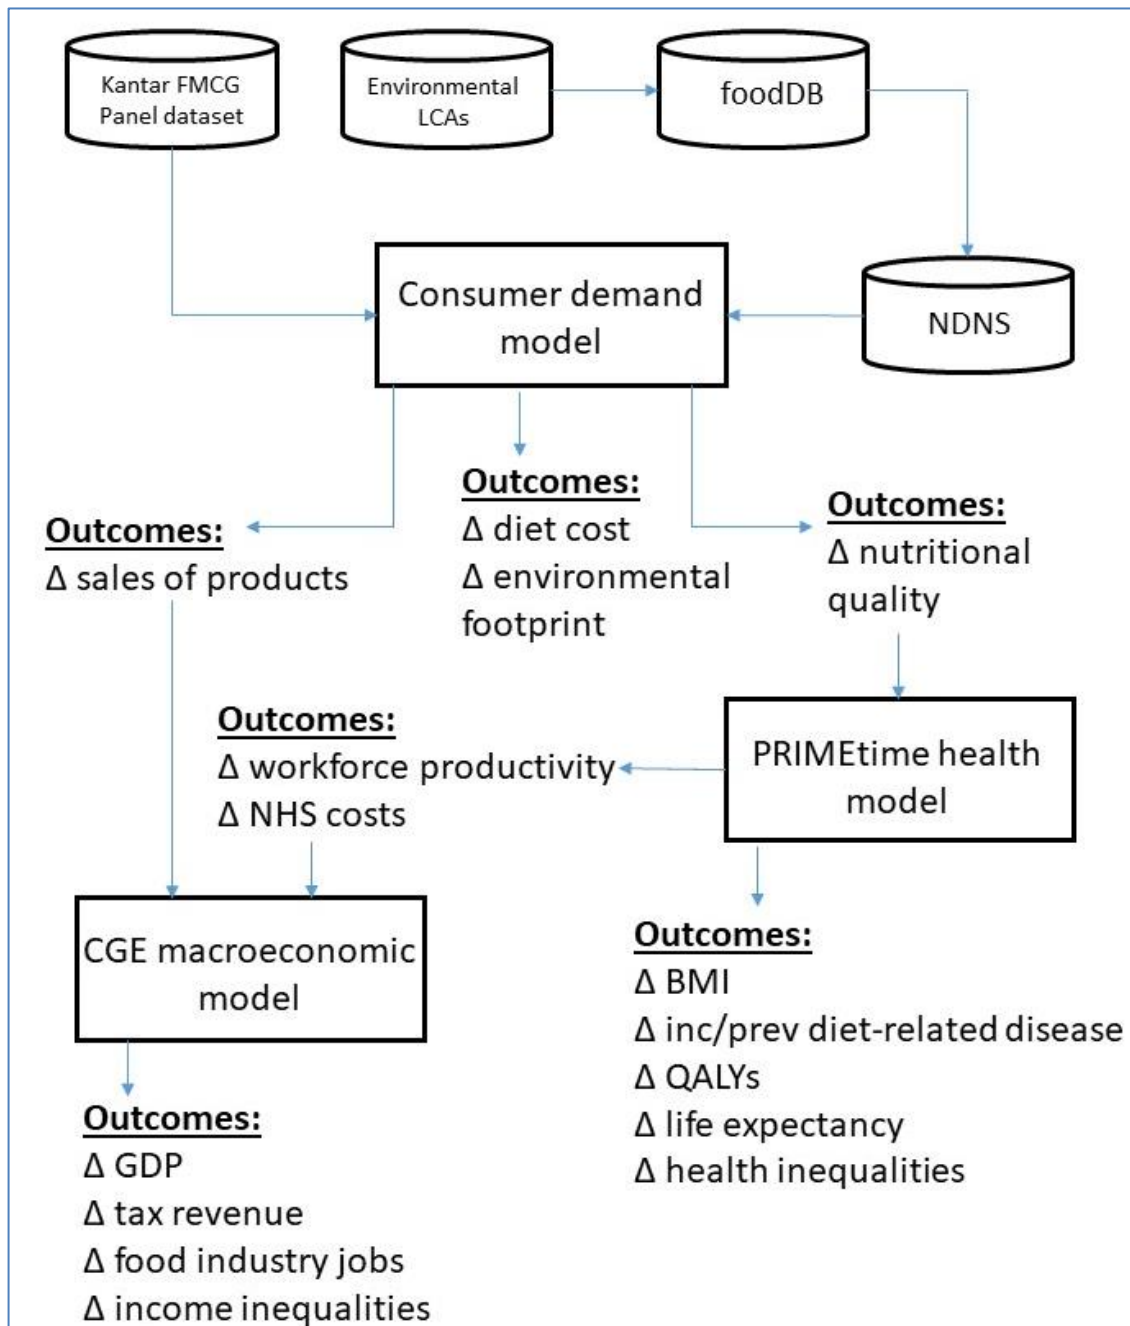 Kantar FMCG
Panel dataset
Environmental
LCAs
foodDB
Consumer demand
model
NDNS
Outcomes:
Δ sales of products
Outcomes:
Δ diet cost
Δ environmental
footprint
Outcomes:
Δ nutritional
quality
Outcomes:
Δ workforce productivity
Δ NHS costs
PRIMEtime health
model
CGE macroeconomic
model
Outcomes:
Δ BMI
Δ inc/prev diet-related disease
Δ QALYs
Δ life expectancy
Δ health inequalities
Outcomes:
Δ GDP
Δ tax revenue
Δ food industry jobs
Δ income inequalities